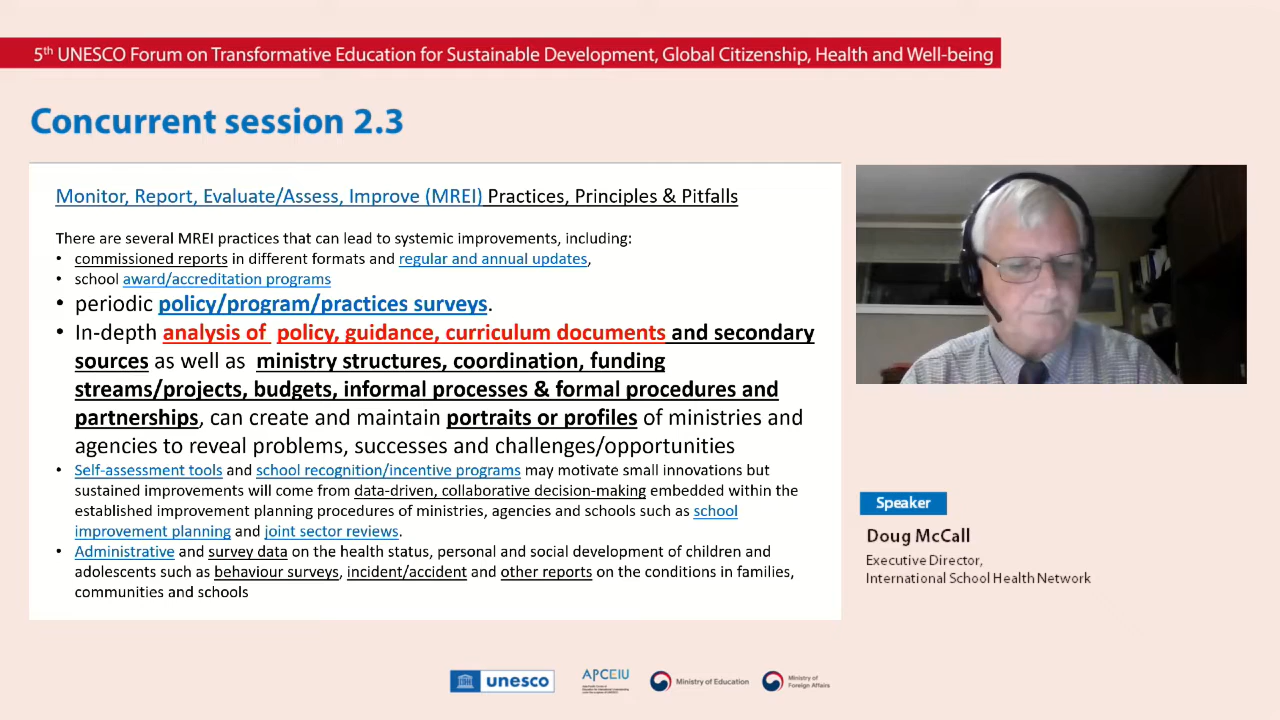 5th UNESCO Forum on Transformative Education for Sustainable Development, Global Citizenship, Health and Well-being
Concurrent session 2.3
Monitor, Report, Evaluate/Assess, Improve (MREI) Practices, Principles & Pitfalls
There are several MREI practices that can lead to systemic improvements, including:
• commissioned reports in different formats and regular and annual updates,
• school award/accreditation programs
• periodic policy/program/practices surveys.
• In-depth analysis of policy, guidance, curriculum documents and secondary
sources as well as ministry structures, coordination, funding
streams/projects, budgets, informal processes & formal procedures and
partnerships, can create and maintain portraits or profiles of ministries and
agencies to reveal problems, successes and challenges/opportunities
• Self-assessment tools and school recognition/incentive programs may motivate small innovations but
sustained improvements will come from data-driven, collaborative decision-making embedded within the
established improvement planning procedures of ministries, agencies and schools such as school
improvement planning and joint sector reviews.
• Administrative and survey data on the health status, personal and social development of children and
adolescents such as behaviour surveys, incident/accident and other reports on the conditions in families,
communities and schools
Speaker
Doug McCall
Executive Director,
International School Health Network
unesco
APCEIU
Ministry of Education
Ministry of
Foreign Affairs